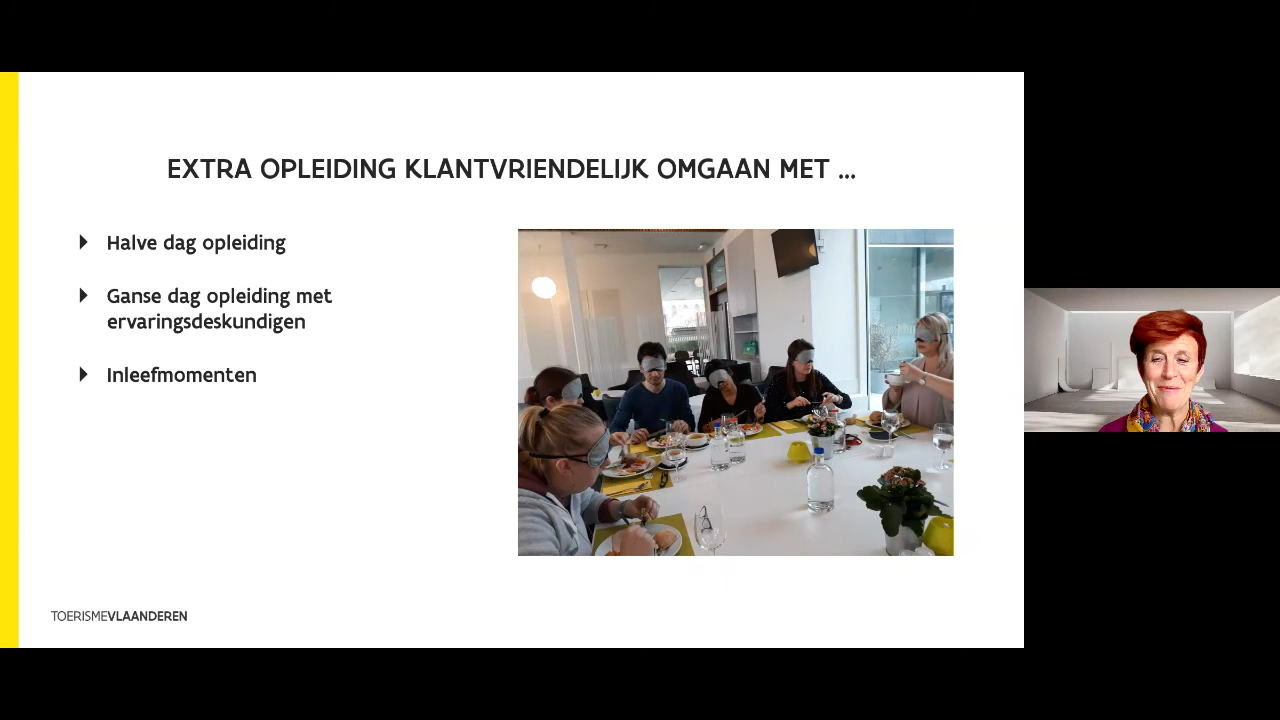 EXTRA OPLEIDING KLANTVRIENDELIJK OMGAAN MET ...
Halve dag opleiding
Ganse dag opleiding met
ervaringsdeskundigen
Inleefmomenten
TOERISMEVLAANDEREN